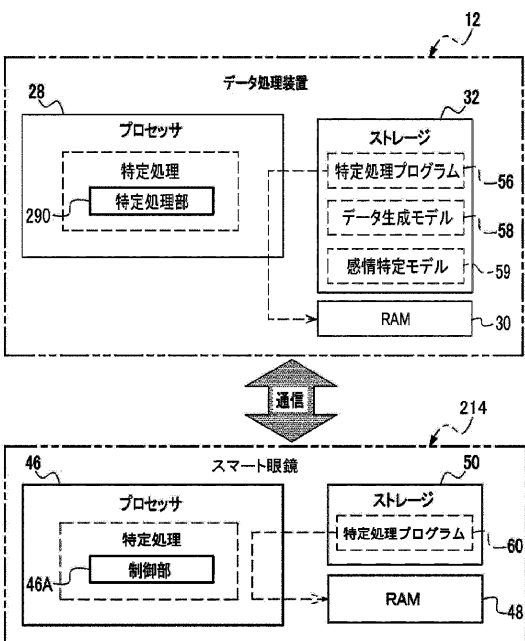 12
データ処理装置
28
プロセッサ
特定処理
290
特定処理部
32
ストレージ
特定処理プログラム
56
データ生成モデル
58
感情特定モデル
59
RAM
30
通信
214
スマート眼鏡
46
プロセッサ
特定処理
46A
制御部
50
ストレージ
特定処理プログラム
60
RAM
48